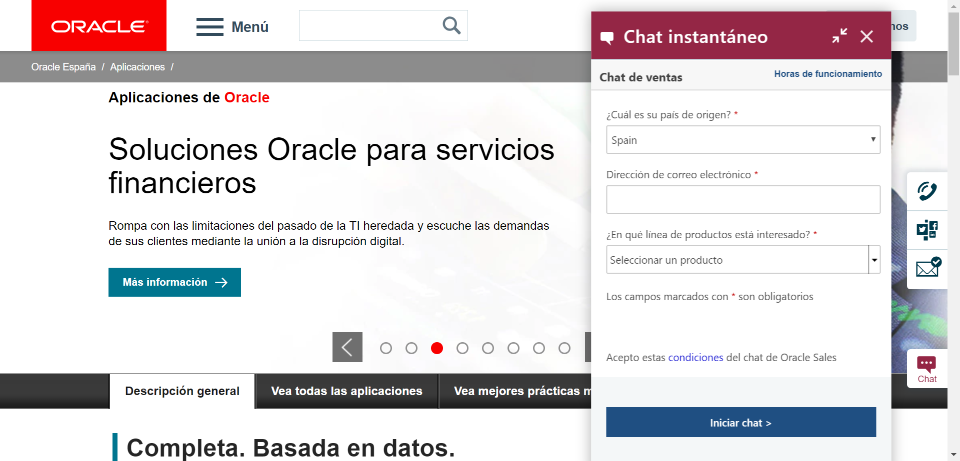 ORACLE
Menú
nos
Oracle España / Aplicaciones /
Aplicaciones de Oracle
Soluciones Oracle para servicios
financieros
Rompa con las limitaciones del pasado de la TI heredada y escuche las demandas
de sus clientes mediante la unión a la disrupción digital.
Más información
Descripción general
Vea todas las aplicaciones
Vea mejores prácticas m
Completa. Basada en datos.
Chat instantáneo
Chat de ventas
Horas de funcionamiento
¿Cuál es su país de origen? *
Spain
Dirección de correo electrónico *
¿En qué línea de productos está interesado? *
Seleccionar un producto
Los campos marcados con * son obligatorios
Acepto estas condiciones del chat de Oracle Sales
Iniciar chat >
Chat